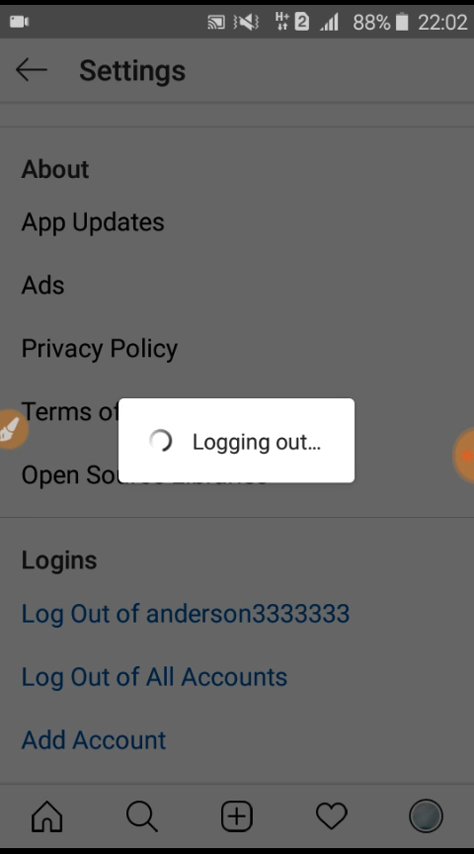 H+ 2 88% 22:02
Settings
About
App Updates
Ads
Privacy Policy
Terms of
Logging out...
Open
Logins
Log Out of anderson3333333
Log Out of All Accounts
Add Account